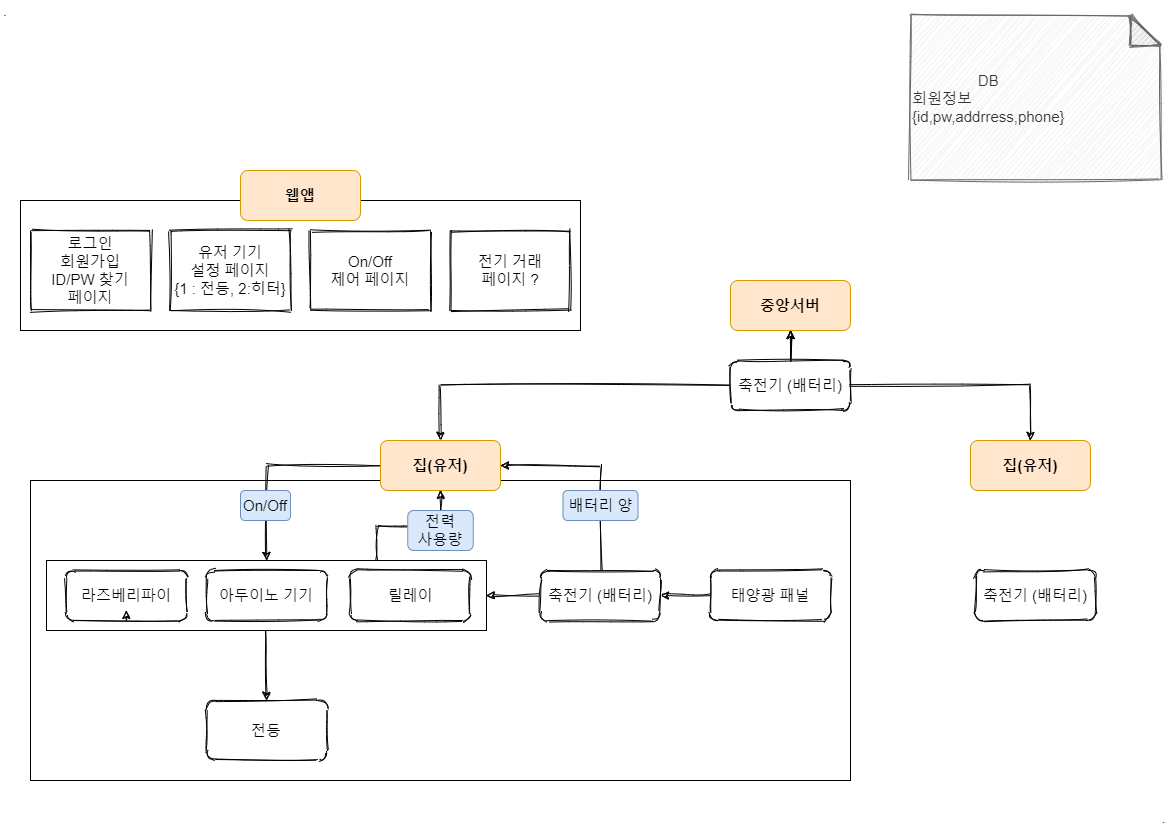 DB
회원정보
{id,pw,addrress,phone}
웹앱
로그인
회원가입
ID/PW 찾기
페이지
유저 기기
설정 페이지
{1 : 전등, 2:히터}
On/Off
제어 페이지
전기 거래
페이지 ?
중앙서버
축전기 (배터리)
집(유저)
집(유저)
On/Off
전력
사용량
배터리 양
라즈베리파이
아두이노 기기
릴레이
축전기 (배터리)
태양광 패널
축전기 (배터리)
전등